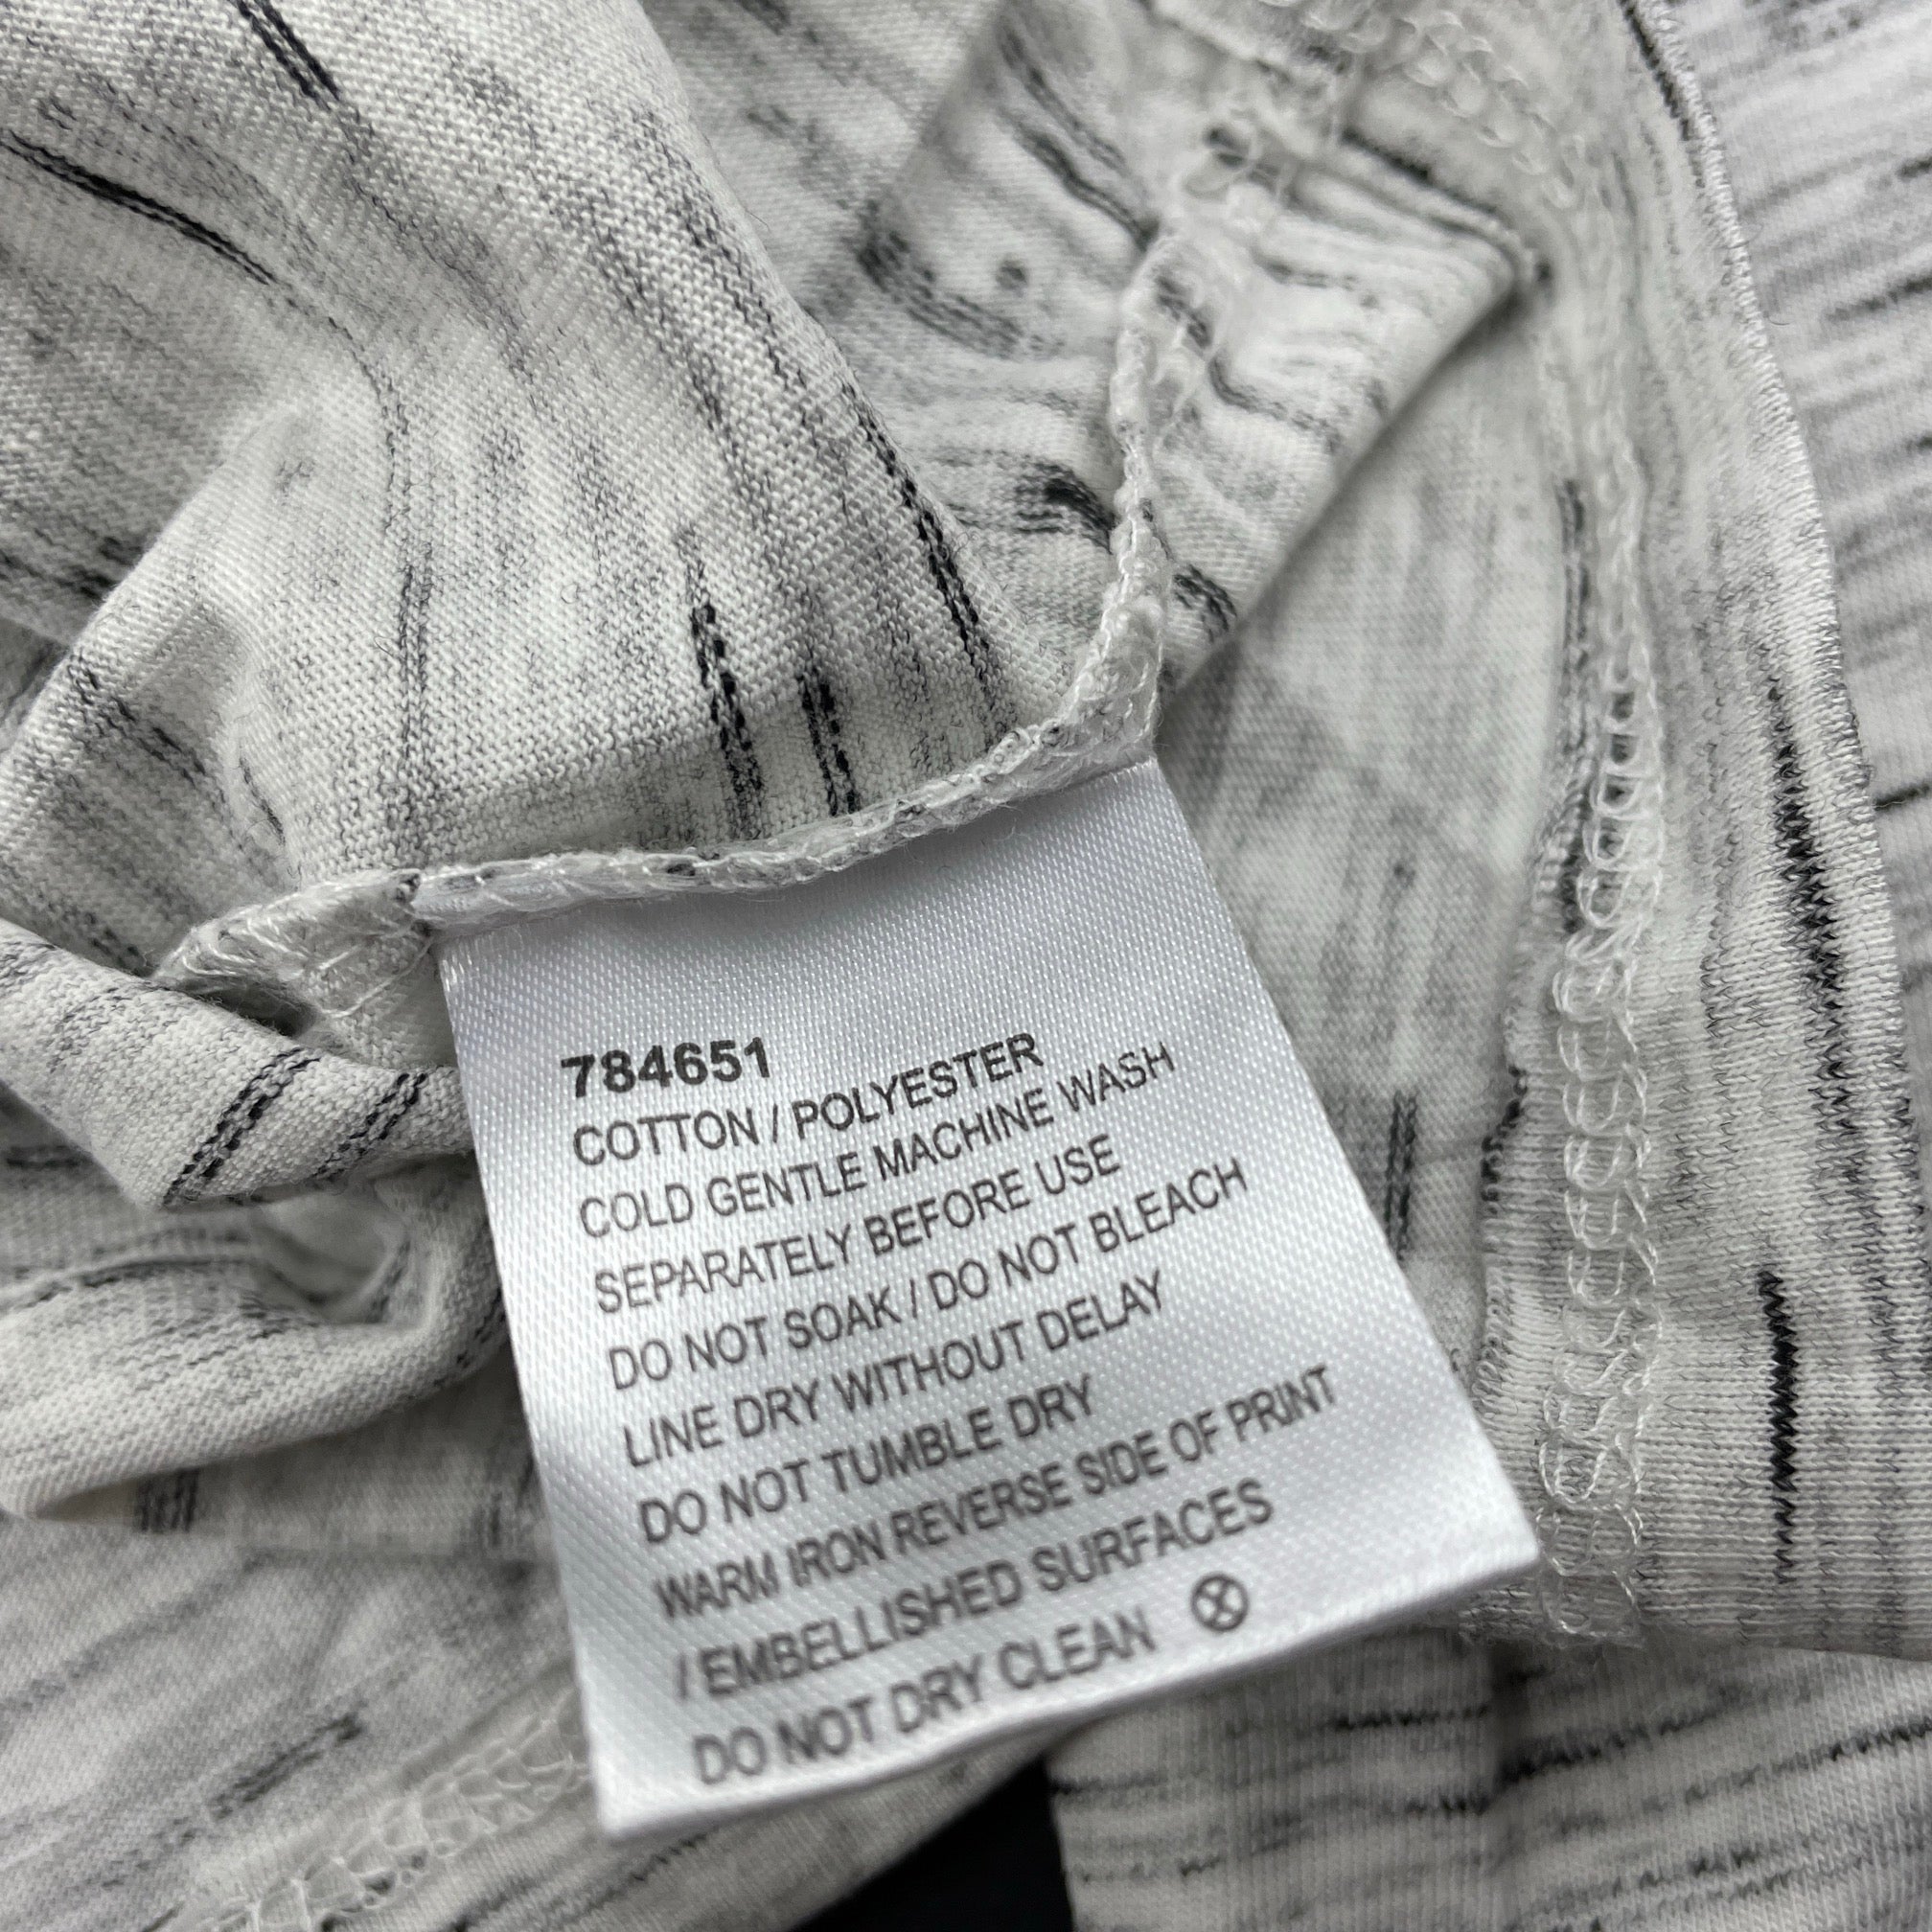 784651
COTTON / POLYESTER
COLD GENTLE MACHINE WASH
SEPARATELY BEFORE USE
DO NOT SOAK / DO NOT BLEACH
LINE DRY WITHOUT DELAY
DO NOT TUMBLE DRY
WARM IRON REVERSE SIDE OF PRINT
/ EMBELLISHED SURFACES
DO NOT DRY CLEAN